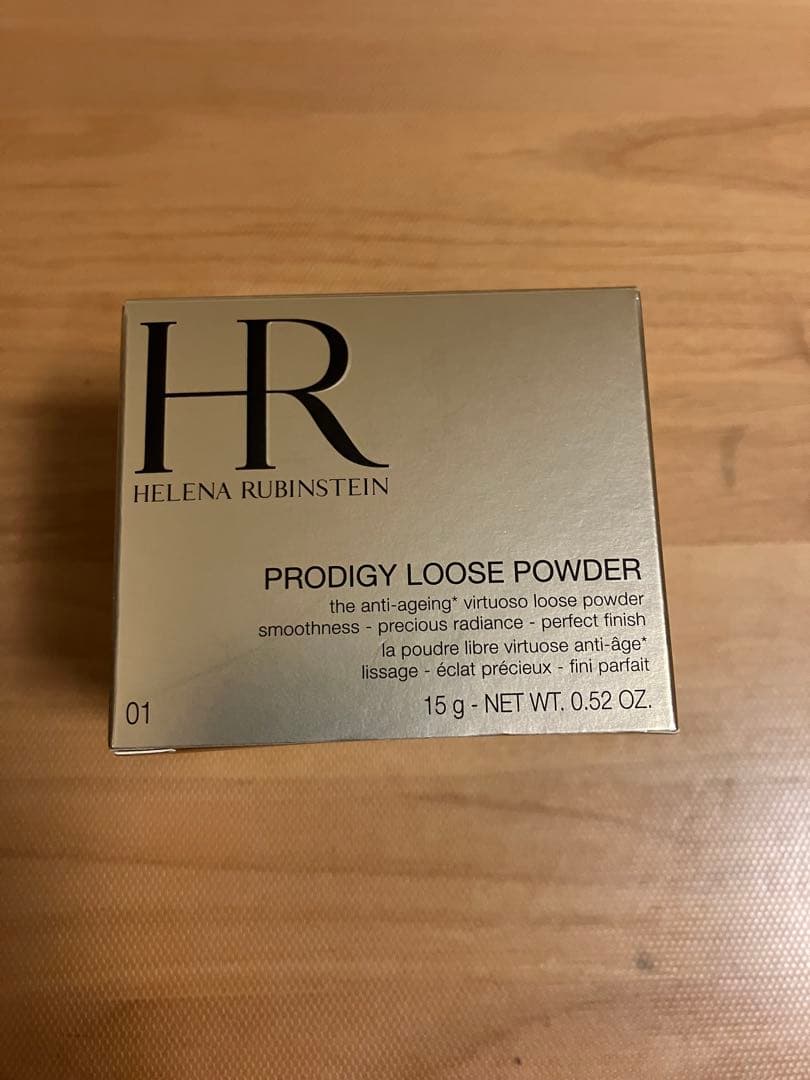 HR
HELENA RUBINSTEIN
PRODIGY LOOSE POWDER
the anti-ageing* virtuoso loose powder
smoothness - precious radiance - perfect finish
la poudre libre virtuose anti-âge*
lissage - éclat précieux - fini parfait
01
15 g - NET WT. 0.52 OZ.